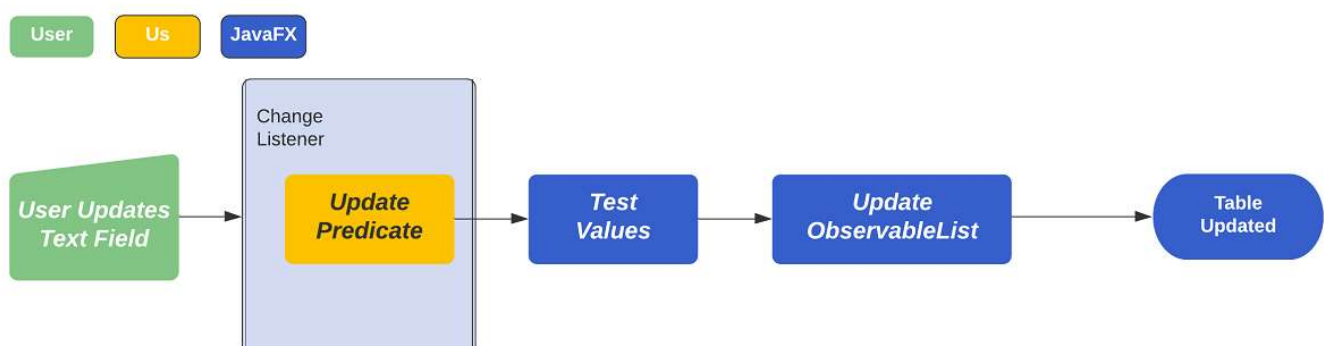 User
Us
JavaFX
Change
Listener
User Updates
Text Field
Update
Predicate
Test
Values
Update
ObservableList
Table
Updated